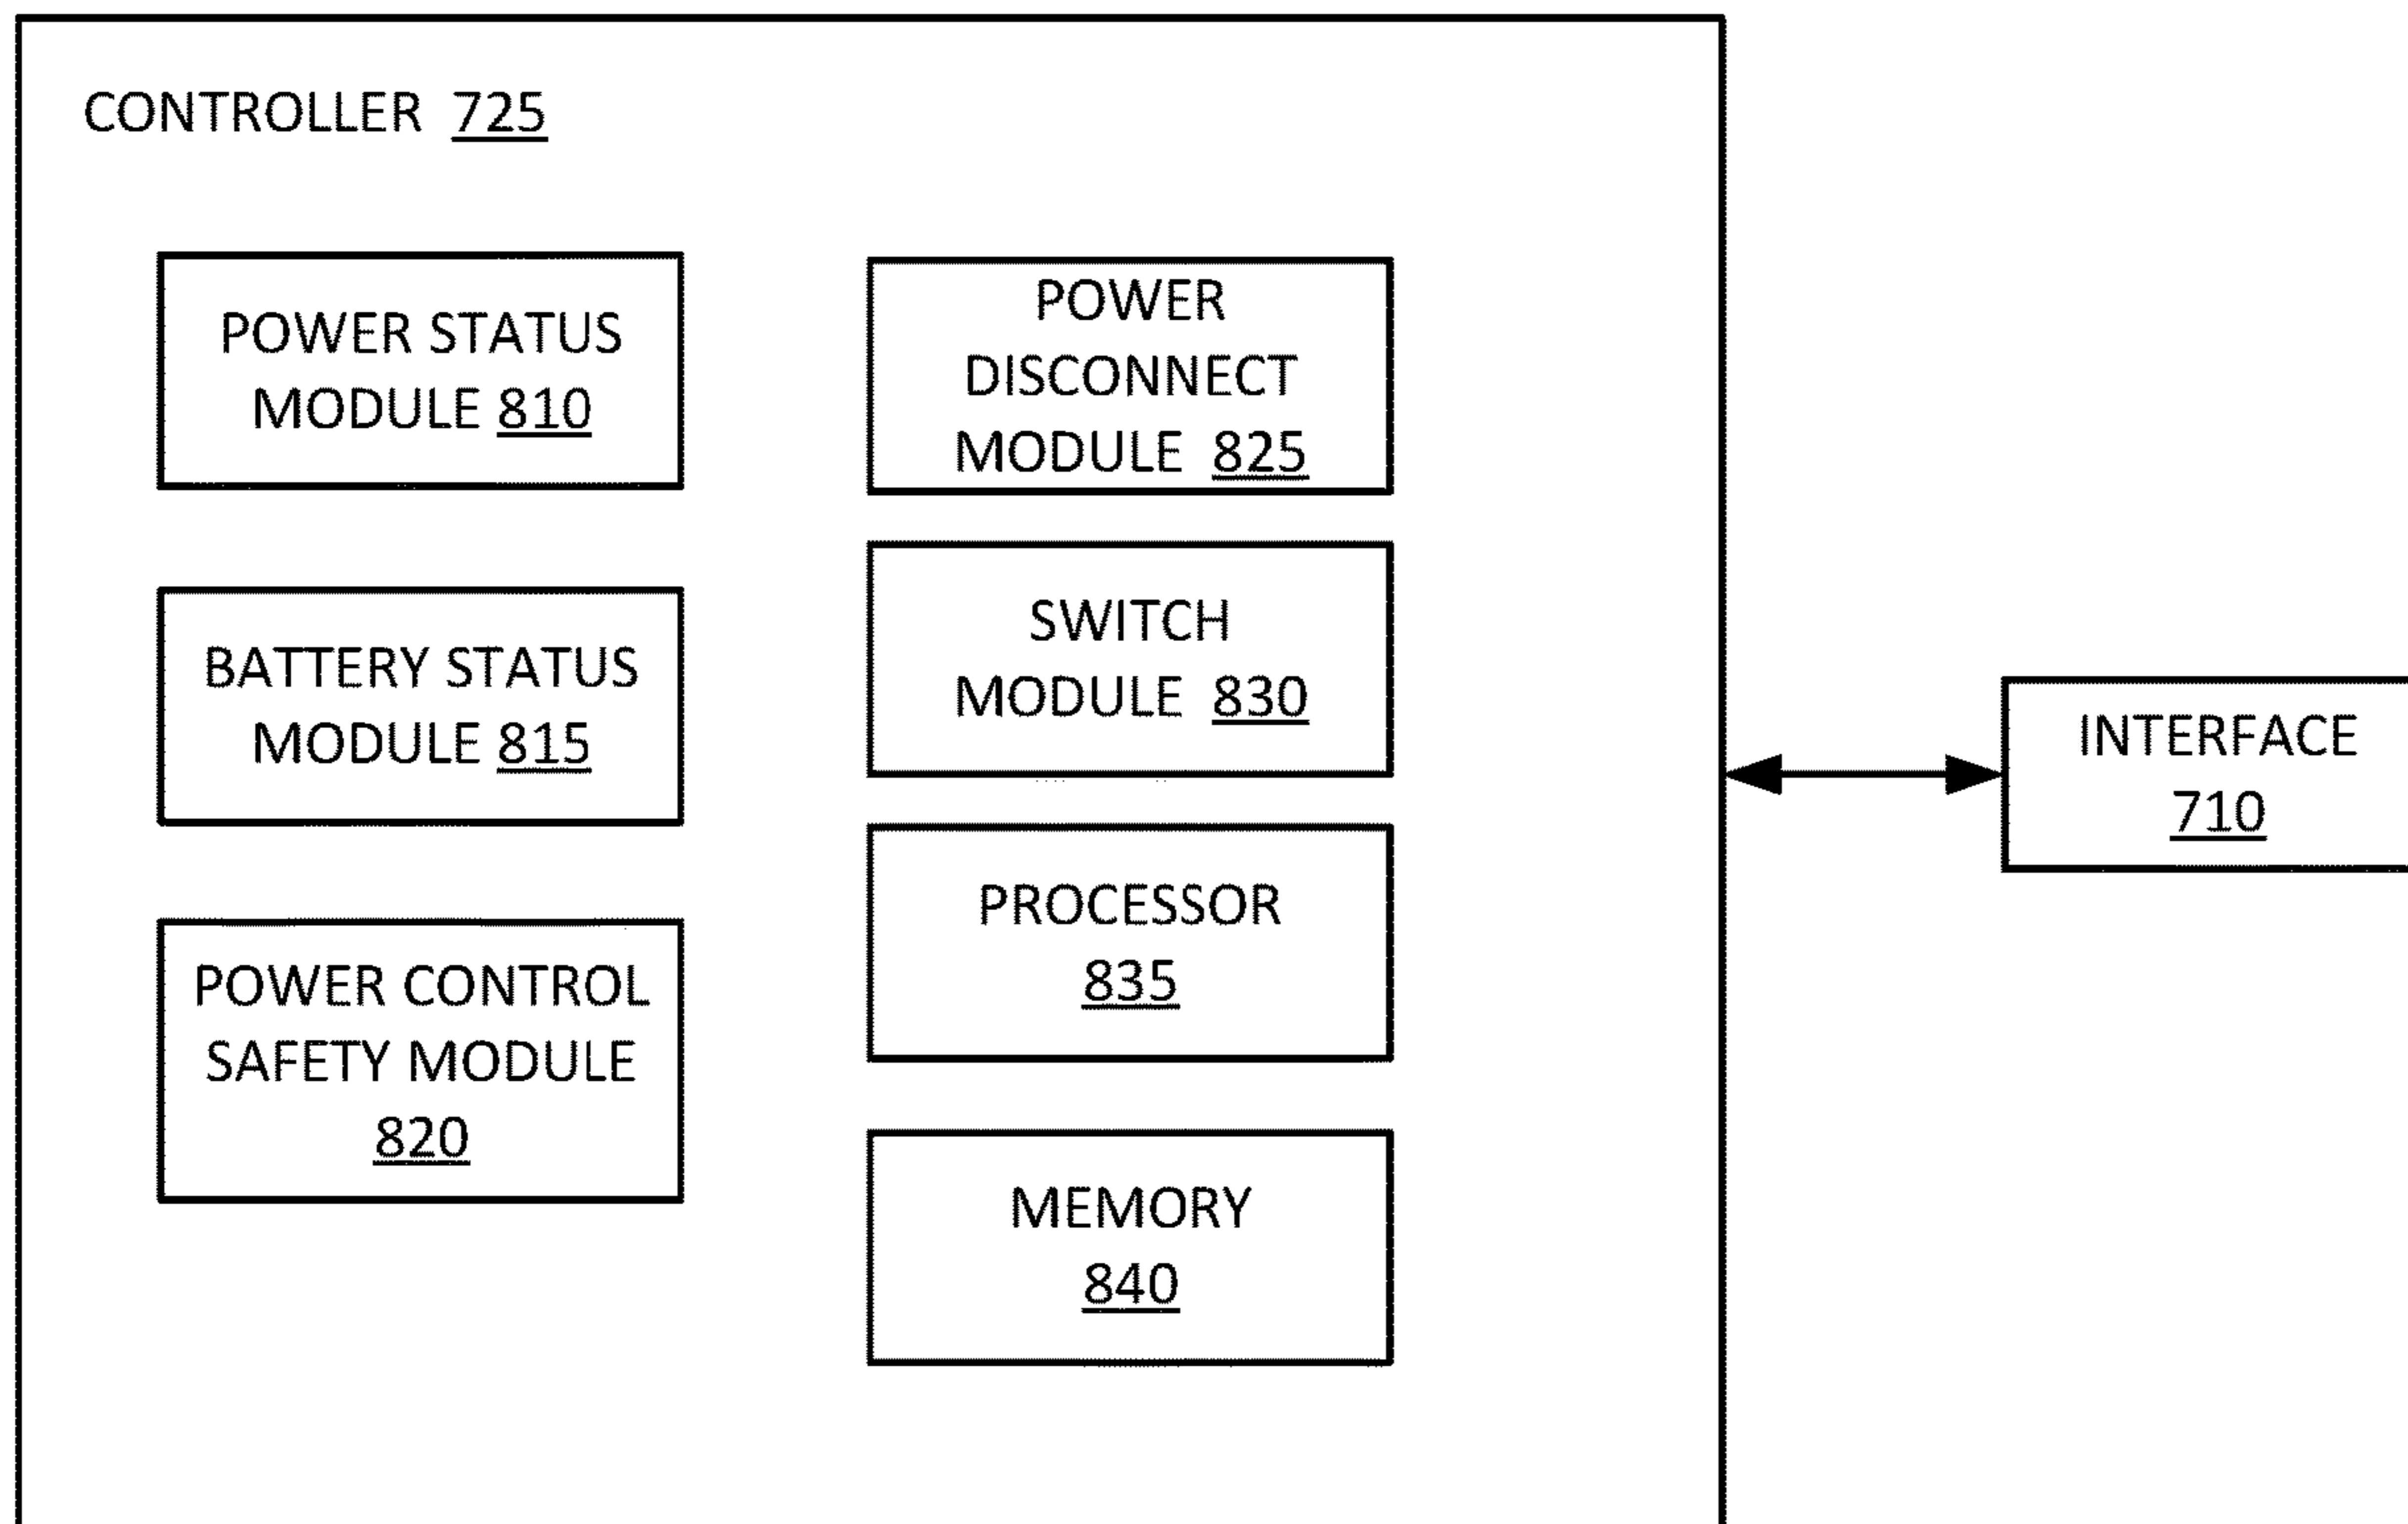 CONTROLLER 725
POWER STATUS
MODULE 810
BATTERY STATUS
MODULE 815
POWER CONTROL
SAFETY MODULE
820
POWER
DISCONNECT
MODULE 825
SWITCH
MODULE 830
PROCESSOR
835
MEMORY
840
INTERFACE
710